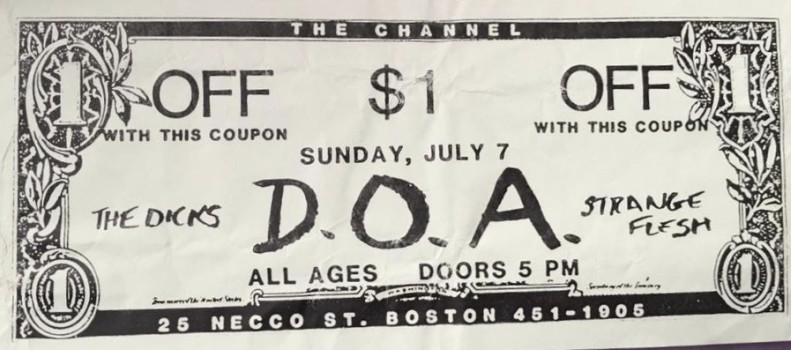 THE CHANNEL
1 OFF $1 OFF 1
WITH THIS COUPON WITH THIS COUPON
SUNDAY, JULY 7
THE DICKS D.O.A. STRANGE FLESH
ALL AGES DOORS 5 PM
1 1
25 NECCO ST. BOSTON 451-1905